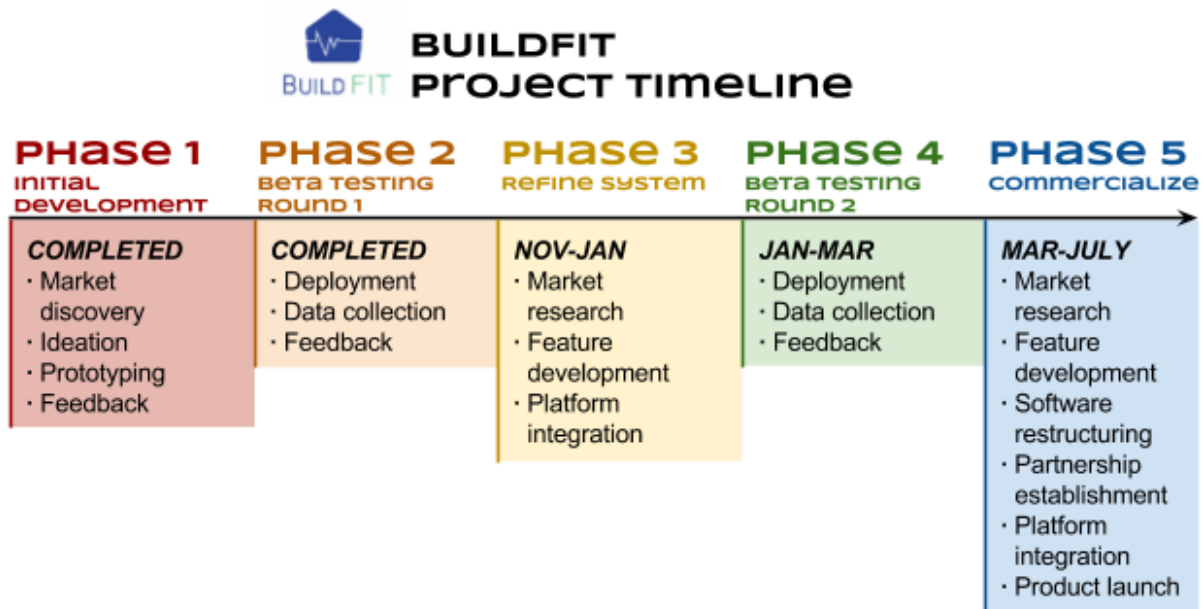 BUILD FIT
BUILDFIT
PROJECT TIMELINE
PHASE 1
INITIAL
DEVELOPMENT
COMPLETED
· Market
discovery
· Ideation
· Prototyping
· Feedback
PHASE 2
BETA TESTING
ROUND 1
COMPLETED
· Deployment
· Data collection
· Feedback
PHASE 3
REFINE SYSTEM
NOV-JAN
· Market
research
· Feature
development
· Platform
integration
PHASE 4
BETA TESTING
ROUND 2
JAN-MAR
· Deployment
· Data collection
· Feedback
PHASE 5
COMMERCIALIZE
MAR-JULY
· Market
research
· Feature
development
· Software
restructuring
· Partnership
establishment
· Platform
integration
· Product launch